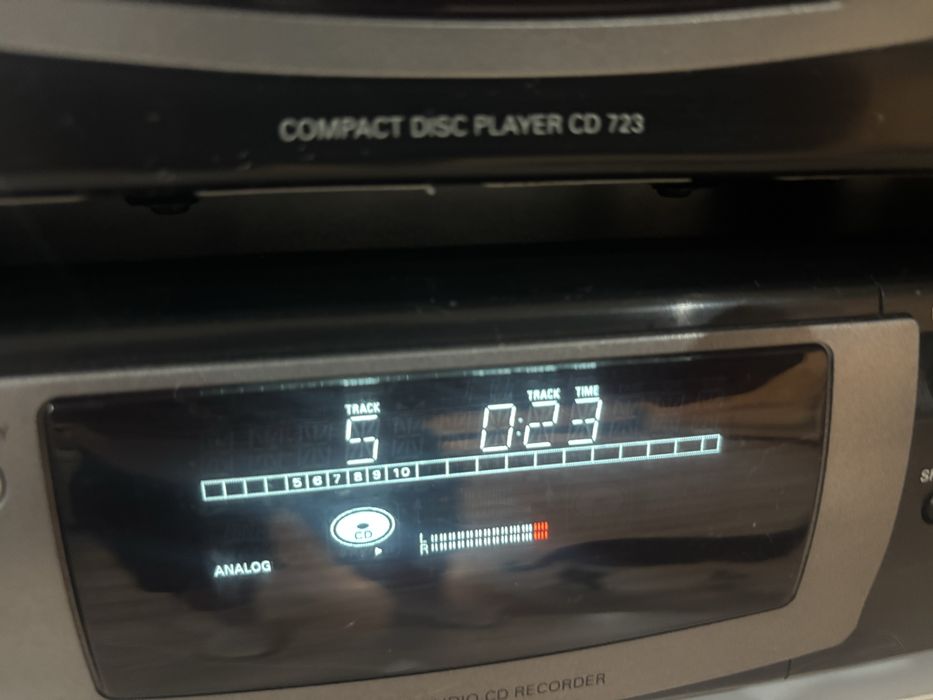 COMPACT DISC PLAYER CD 723
TRACK TRACK TIME
5 0:23
5 6 7 8 9 10
CD
L
R
ANALOG
CD RECORDER